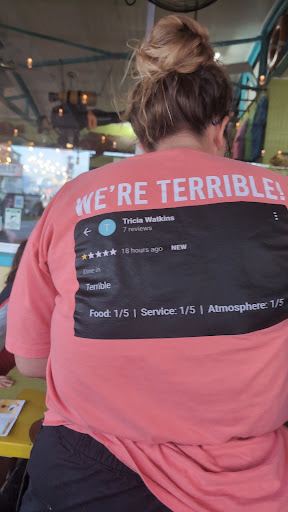 WE'RE TERRIBLE!
T
Tricia Watkins
7 reviews
18 hours ago NEW
Dine in
Terrible
Food: 1/5 | Service: 1/5 | Atmosphere: 1/5